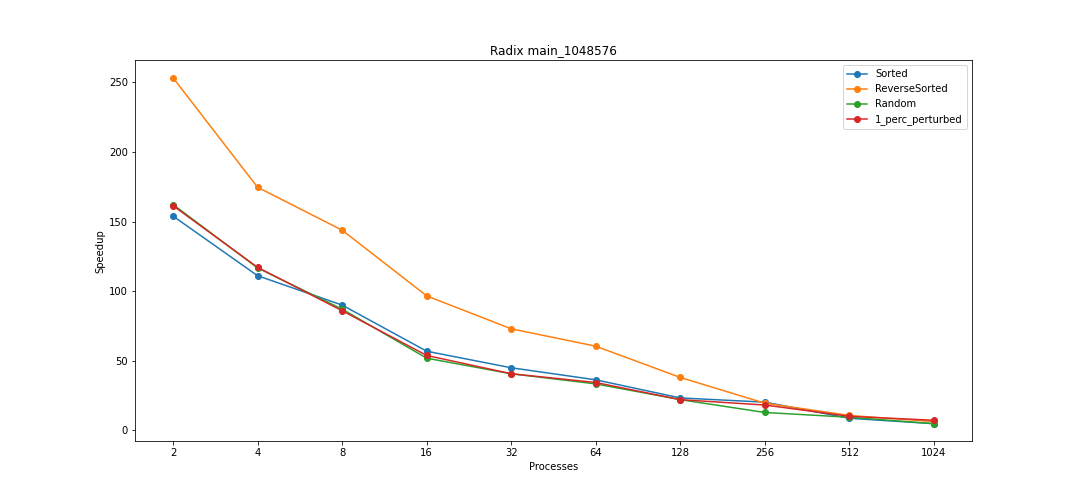 Radix main_1048576
Sorted
ReverseSorted
Random
1_perc_perturbed
250
200
150
100
50
0
Speedup
2 4 8 16 32 64 128 256 512 1024
Processes